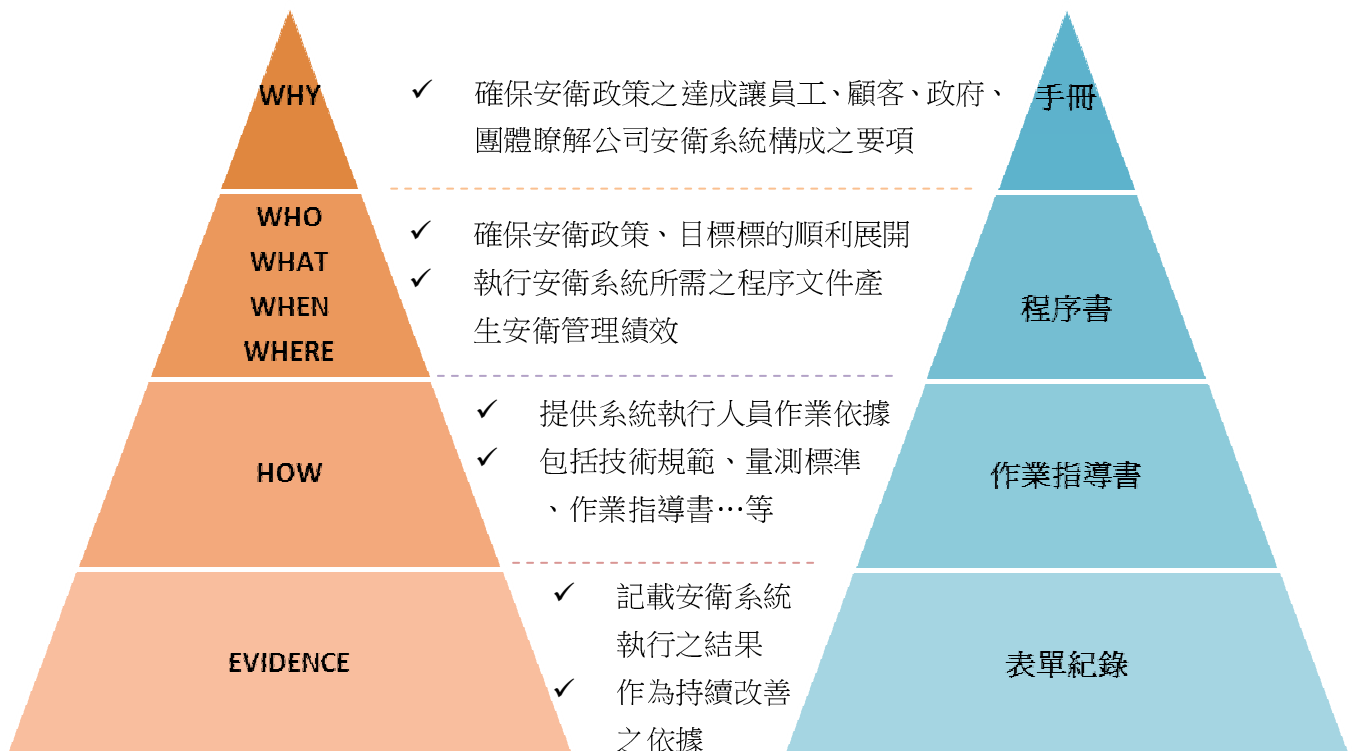 WHY
✓ 確保安衛政策之達成讓員工、顧客、政府、
團體瞭解公司安衛系統構成之要項
手冊
WHO
WHAT
WHEN
WHERE
✓ 確保安衛政策、目標標的順利展開
✓ 執行安衛系統所需之程序文件產
生安衛管理績效
程序書
HOW
✓ 提供系統執行人員作業依據
✓ 包括技術規範、量測標準
、作業指導書…等
作業指導書
EVIDENCE
✓ 記載安衛系統
執行之結果
✓ 作為持續改善
之依據
表單紀錄